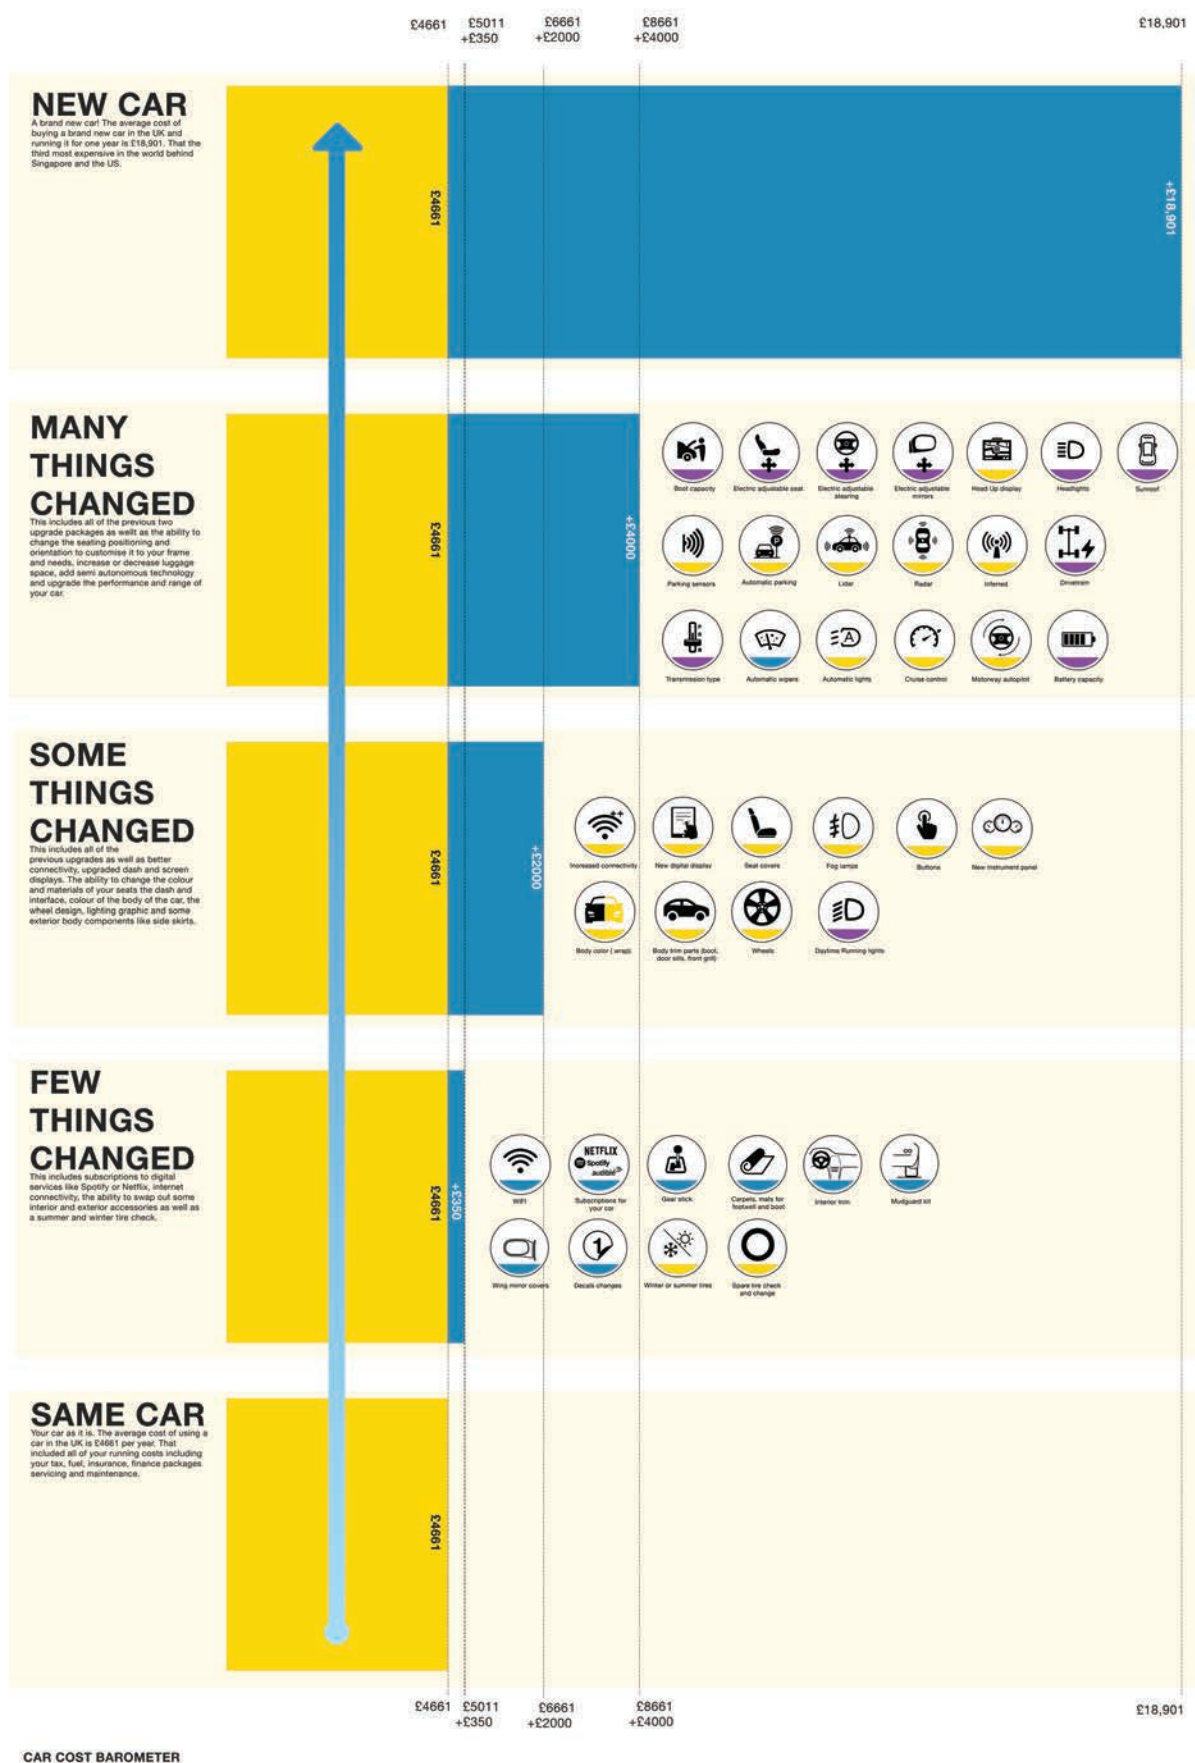 £4661
£5011
£6661
£8661
£18,901
+£350
+£2000
+£4000
NEW CAR
A brand new car! The average cost of
buying a brand new car in the UK and
running it for one year is £18,901. That the
third most expensive in the world behind
Singapore and the US.
£4661
+£18,901
MANY
THINGS
CHANGED
This includes all of the previous two
upgrade packages as wellt as the ability to
change the seating positioning and
orientation to customise it to your frame
and needs, increase or decrease luggage
space, add semi autonomous technology
and upgrade the performance and range of
your car.
£4661
+£4000
Boot capacity
Electric adjustable seat
Electric adjustable
stearing
Electric adjustable
mirrors
Head Up display
Headlights
Sunroof
Parking sensors
P
Automatic parking
Lidar
Radar
Inferred
Drivetrain
Transmission type
Automatic wipers
A
Automatic lights
Cruise control
Motorway autopilot
Battery capacity
SOME
THINGS
CHANGED
This includes all of the
previous upgrades as well as better
connectivity, upgraded dash and screen
displays. The ability to change the colour
and materials of your seats the dash and
interface, colour of the body of the car, the
wheel design, lighting graphic and some
exterior body components like side skirts.
£4661
+£2000
++
Increased connectivity
New digital display
Seat covers
Fog lamps
Buttons
New instrument panel
Body color ( wrap)
Body trim parts (boot,
door sills, front grill)
Wheels
Daytime Running lights
FEW
THINGS
CHANGED
This includes subscriptions to digital
services like Spotify or Netflix, internet
connectivity, the ability to swap out some
interior and exterior accessories as well as
a summer and winter tire check.
£4661
+£350
WIFI
NETFLIX
Spotify
audible
Subscriptions for
your car
Gear stick
Carpets, mats for
footwell and boot
Interior trim
Mudguard kit
Wing mirror covers
1
Decals changes
Winter or summer tires
Spare tire check
and change
SAME CAR
Your car as it is. The average cost of using a
car in the UK is £4661 per year. That
included all of your running costs including
your tax, fuel, insurance, finance packages
servicing and maintenance.
£4661
£4661
£5011
£6661
£8661
£18,901
+£350
+£2000
+£4000
CAR COST BAROMETER